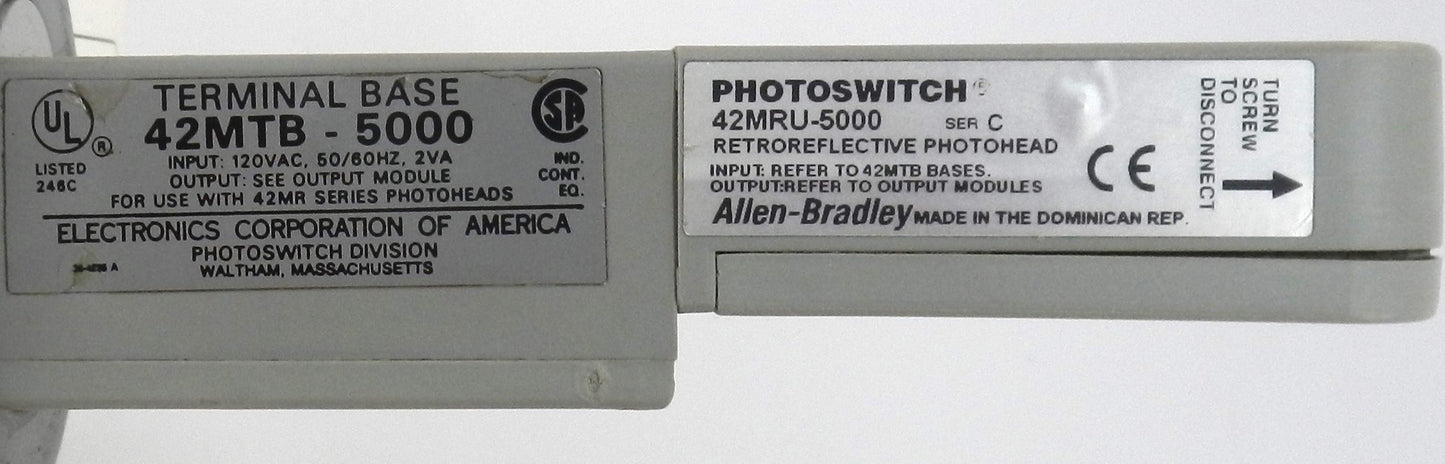 UL ®
LISTED
246C
TERMINAL BASE
42MTB - 5000
INPUT: 120VAC, 50/60HZ, 2VA
OUTPUT: SEE OUTPUT MODULE
FOR USE WITH 42MR SERIES PHOTOHEADS
SA
IND.
CONT.
EQ.
ELECTRONICS CORPORATION OF AMERICA
PHOTOSWITCH DIVISION
WALTHAM, MASSACHUSETTS
PHOTOSWITCH®
42MRU-5000 SER C
RETROREFLECTIVE PHOTOHEAD
INPUT: REFER TO 42MTB BASES.
OUTPUT:REFER TO OUTPUT MODULES
Allen-Bradley MADE IN THE DOMINICAN REP.
CE
TURN
SCREW
TO
DISCONNECT